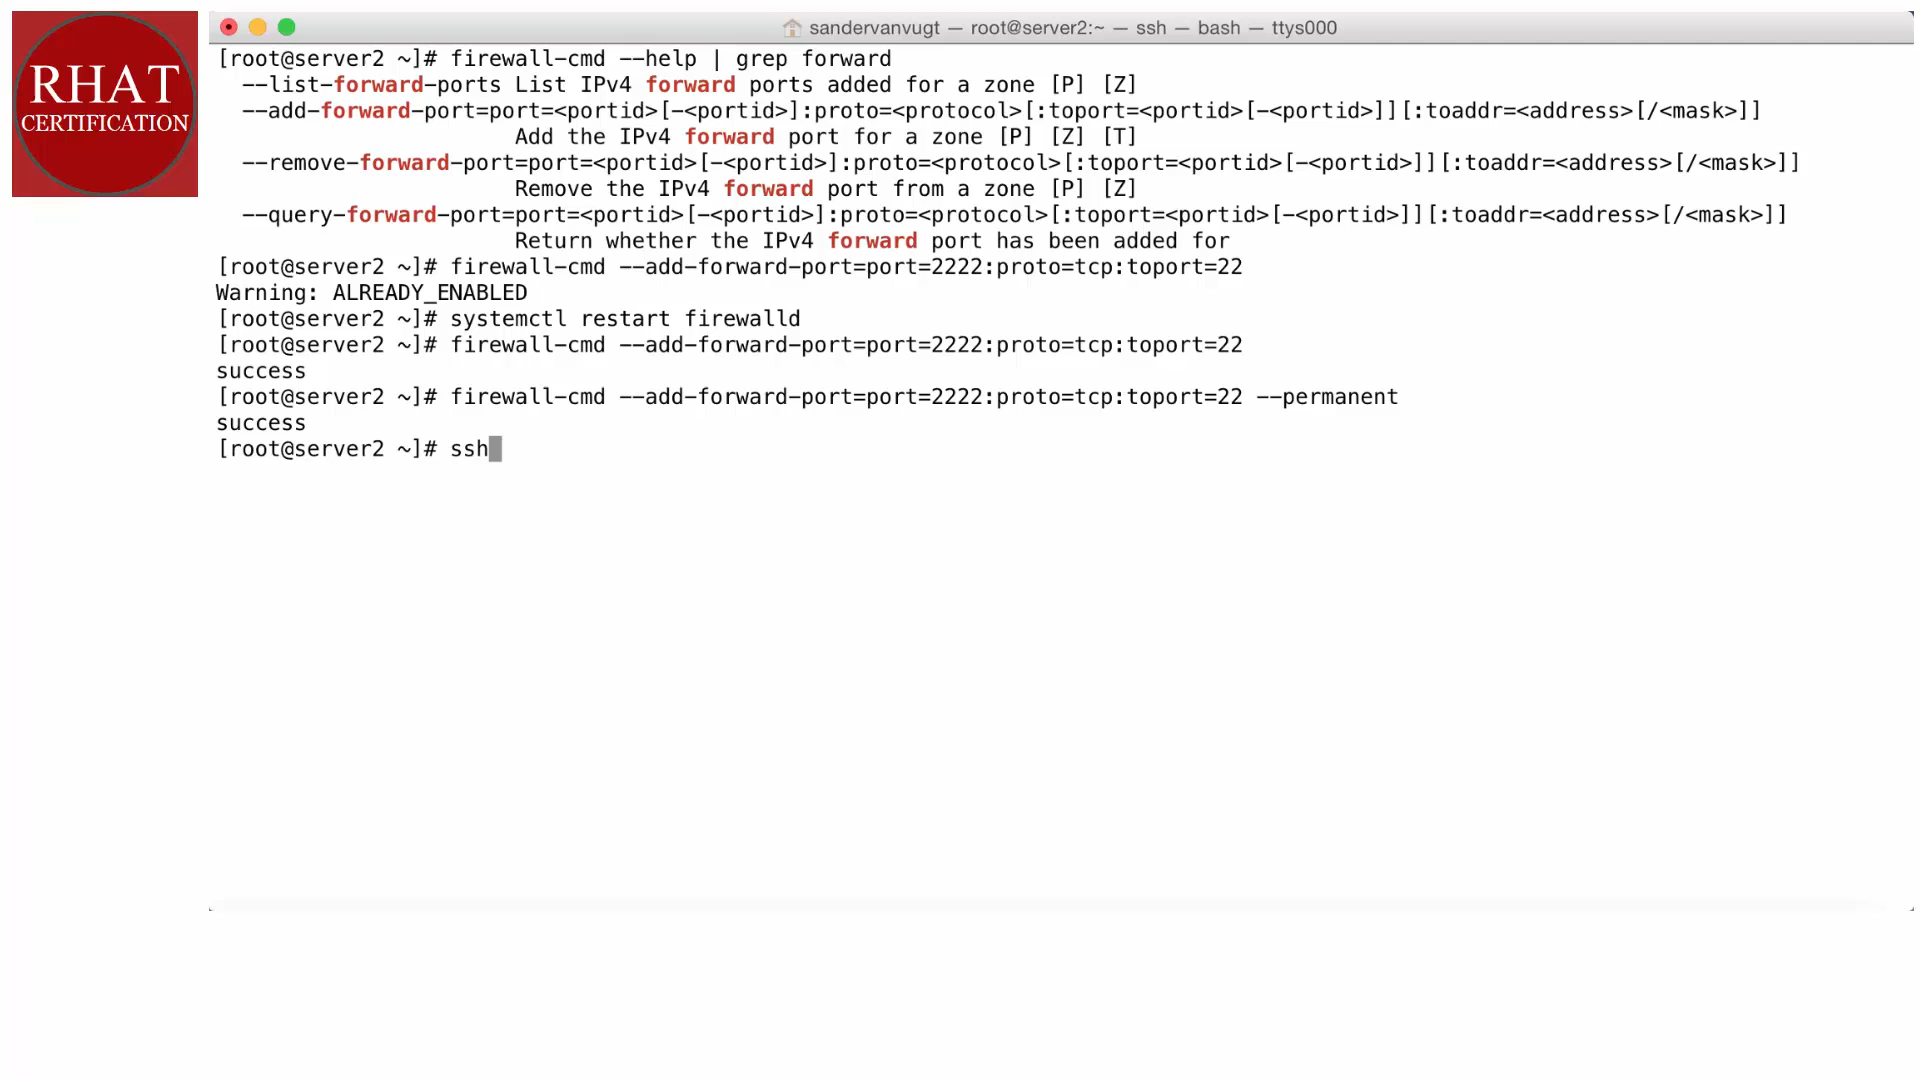 RHAT
CERTIFICATION
sandervanvugt — root@server2:~ — ssh — bash — ttys000
[root@server2 ~]# firewall-cmd --help | grep forward
  --list-forward-ports List IPv4 forward ports added for a zone [P] [Z]
  --add-forward-port=port=<portid>[-<portid>]:proto=<protocol>[:toport=<portid>[-<portid>]][:toaddr=<address>[/<mask>]]
                       Add the IPv4 forward port for a zone [P] [Z] [T]
  --remove-forward-port=port=<portid>[-<portid>]:proto=<protocol>[:toport=<portid>[-<portid>]][:toaddr=<address>[/<mask>]]
                       Remove the IPv4 forward port from a zone [P] [Z]
  --query-forward-port=port=<portid>[-<portid>]:proto=<protocol>[:toport=<portid>[-<portid>]][:toaddr=<address>[/<mask>]]
                       Return whether the IPv4 forward port has been added for
[root@server2 ~]# firewall-cmd --add-forward-port=port=2222:proto=tcp:toport=22
Warning: ALREADY_ENABLED
[root@server2 ~]# systemctl restart firewalld
[root@server2 ~]# firewall-cmd --add-forward-port=port=2222:proto=tcp:toport=22
success
[root@server2 ~]# firewall-cmd --add-forward-port=port=2222:proto=tcp:toport=22 --permanent
success
[root@server2 ~]# ssh